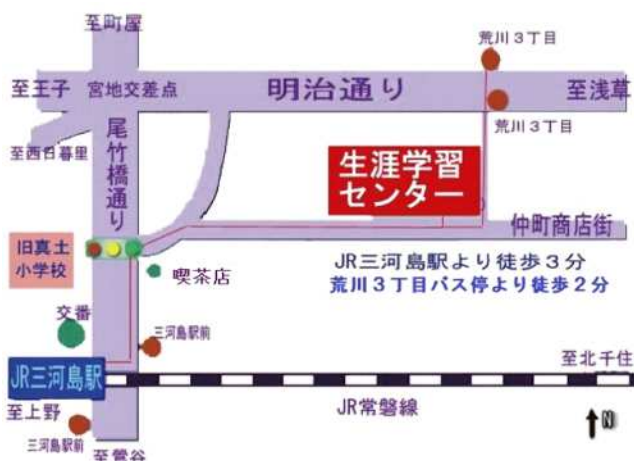 至町屋
荒川３丁目
至王子
宮地交差点
明治通り
至浅草
荒川３丁目
至西日暮里
尾竹橋通り
生涯学習
センター
仲町商店街
旧真土
小学校
喫茶店
JR三河島駅より徒歩３分
荒川３丁目バス停より徒歩２分
交番
三河島駅前
至北千住
JR三河島駅
至上野
JR常磐線
三河島駅前
N
至鶯谷